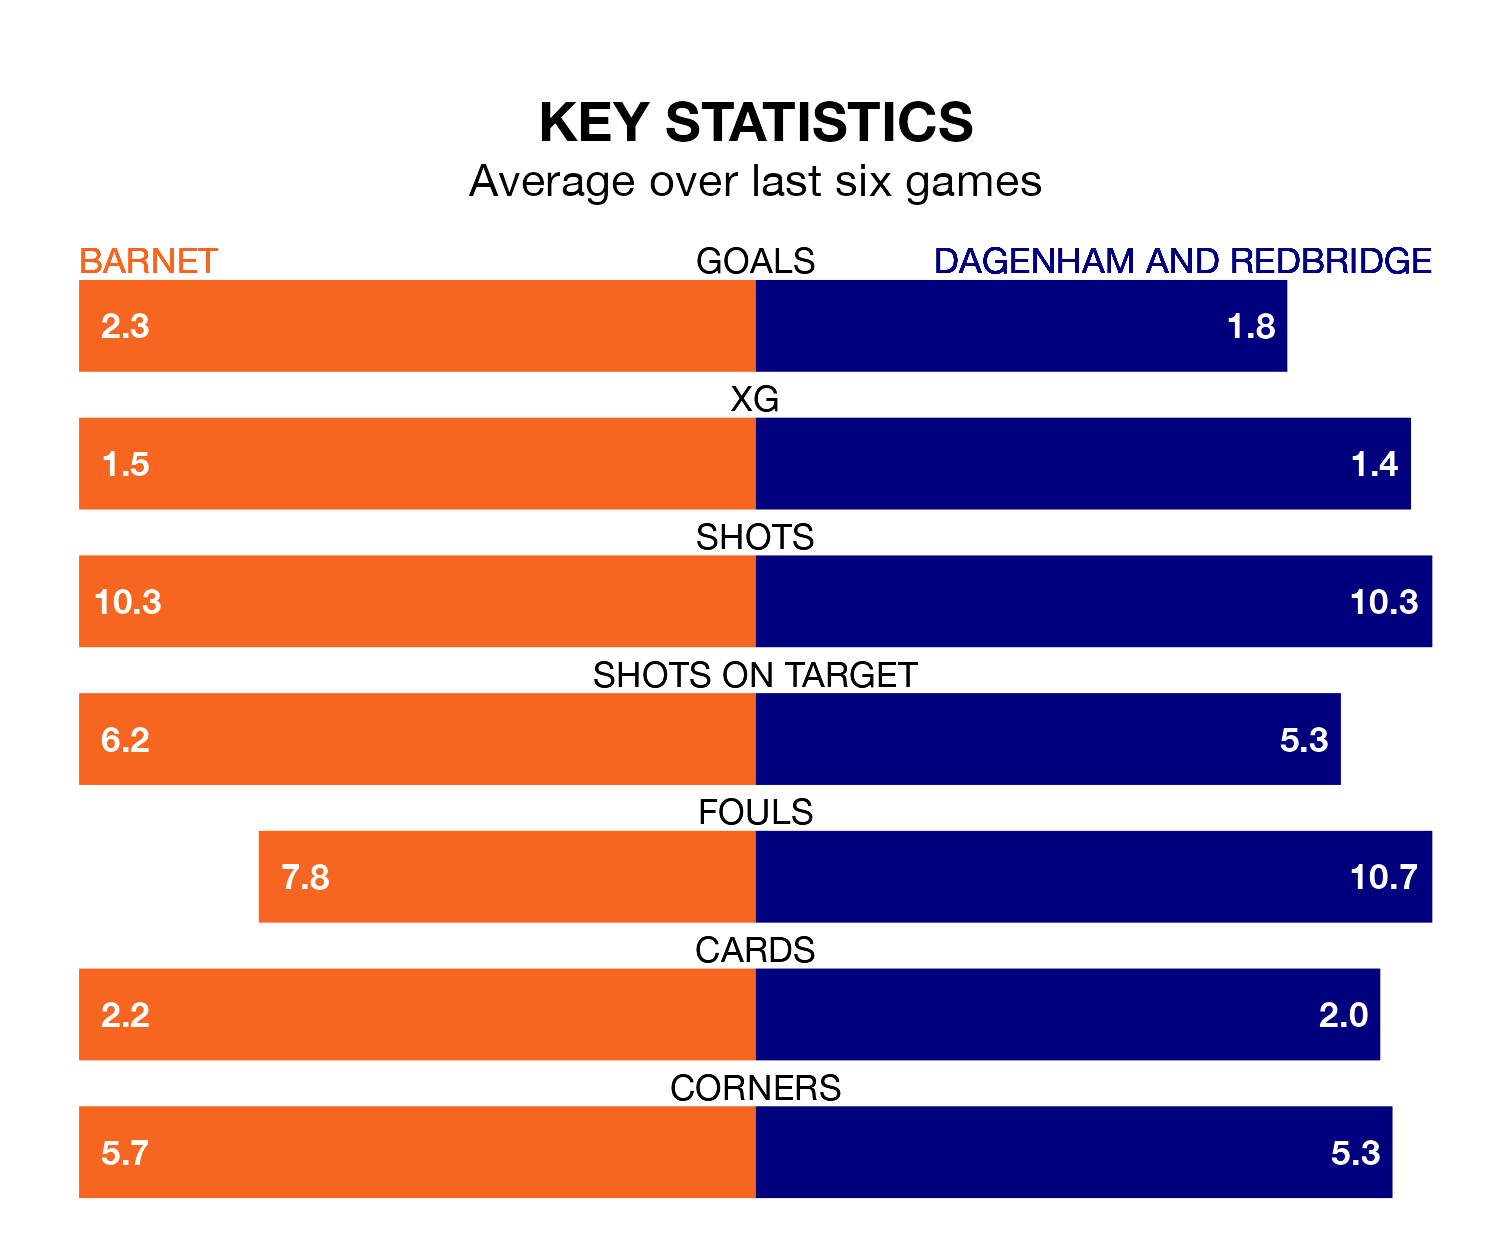 KEY STATISTICS
Average over last six games
BARNET GOALS DAGENHAM AND REDBRIDGE
2.3 1.8
XG
1.5 1.4
SHOTS
10.3 10.3
SHOTS ON TARGET
6.2 5.3
FOULS
7.8 10.7
CARDS
2.2 2.0
CORNERS
5.7 5.3